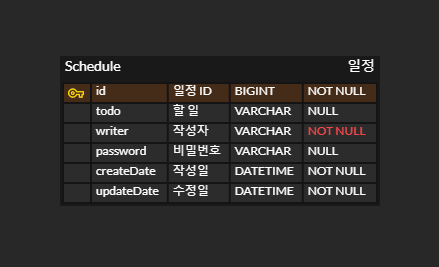 Schedule 일정
id 일정 ID BIGINT NOT NULL
todo 할 일 VARCHAR NULL
writer 작성자 VARCHAR NOT NULL
password 비밀번호 VARCHAR NULL
createDate 작성일 DATETIME NOT NULL
updateDate 수정일 DATETIME NOT NULL